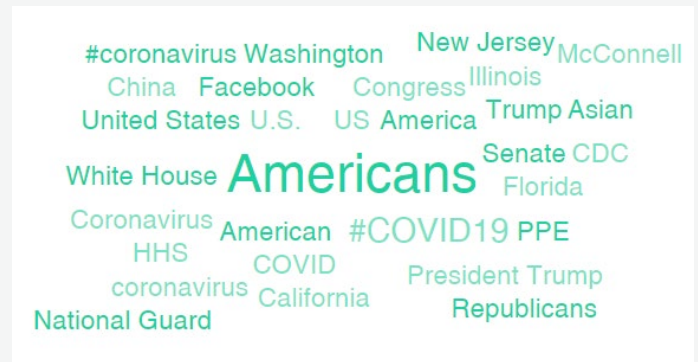 #coronavirus Washington New Jersey McConnell
China Facebook Congress Illinois
United States U.S. US America Trump Asian
White House Americans Senate CDC
Florida
Coronavirus American #COVID19 PPE
HHS COVID
coronavirus California President Trump
National Guard Republicans